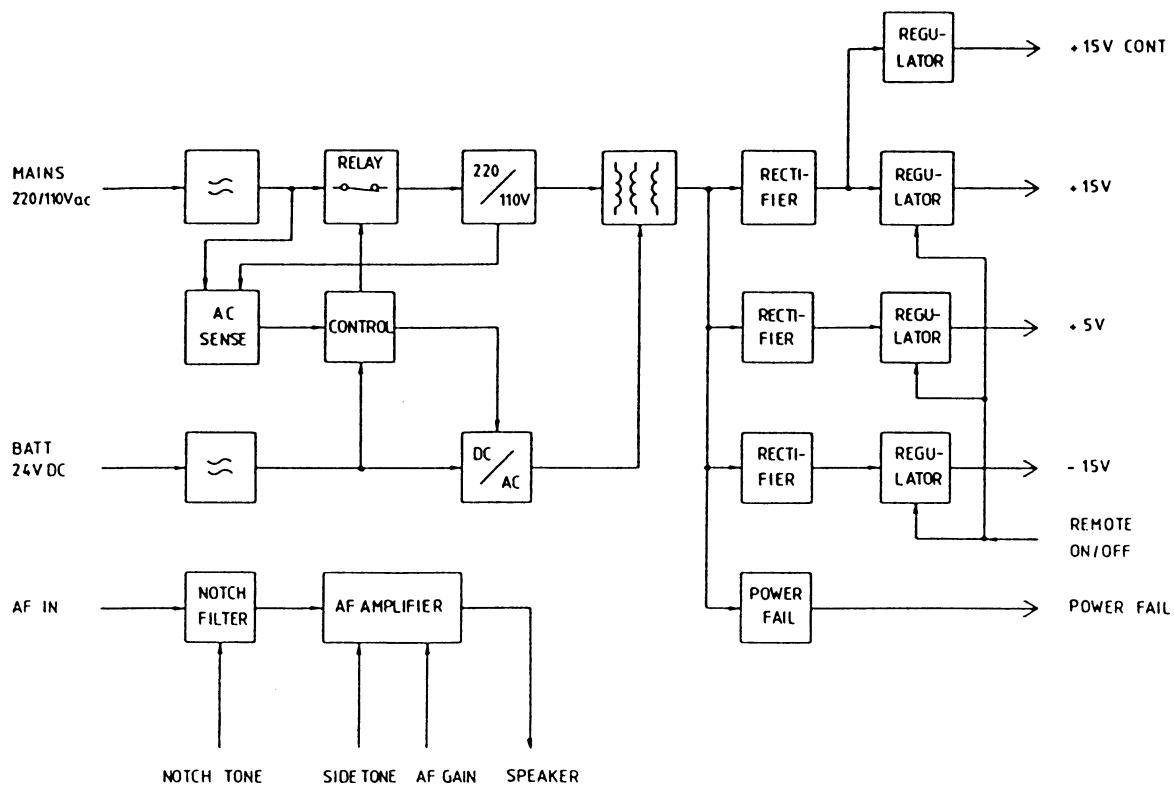 REGU-
LATOR
+15V CONT
MAINS
220/110Vac
RELAY
220
110V
RECTI-
FIER
REGU-
LATOR
+15V
AC
SENSE
CONTROL
RECTI-
FIER
REGU-
LATOR
+5V
BATT
24V DC
DC
AC
RECTI-
FIER
REGU-
LATOR
-15V
REMOTE
ON/OFF
AF IN
NOTCH
FILTER
AF AMPLIFIER
POWER
FAIL
POWER FAIL
NOTCH TONE
SIDE TONE
AF GAIN
SPEAKER